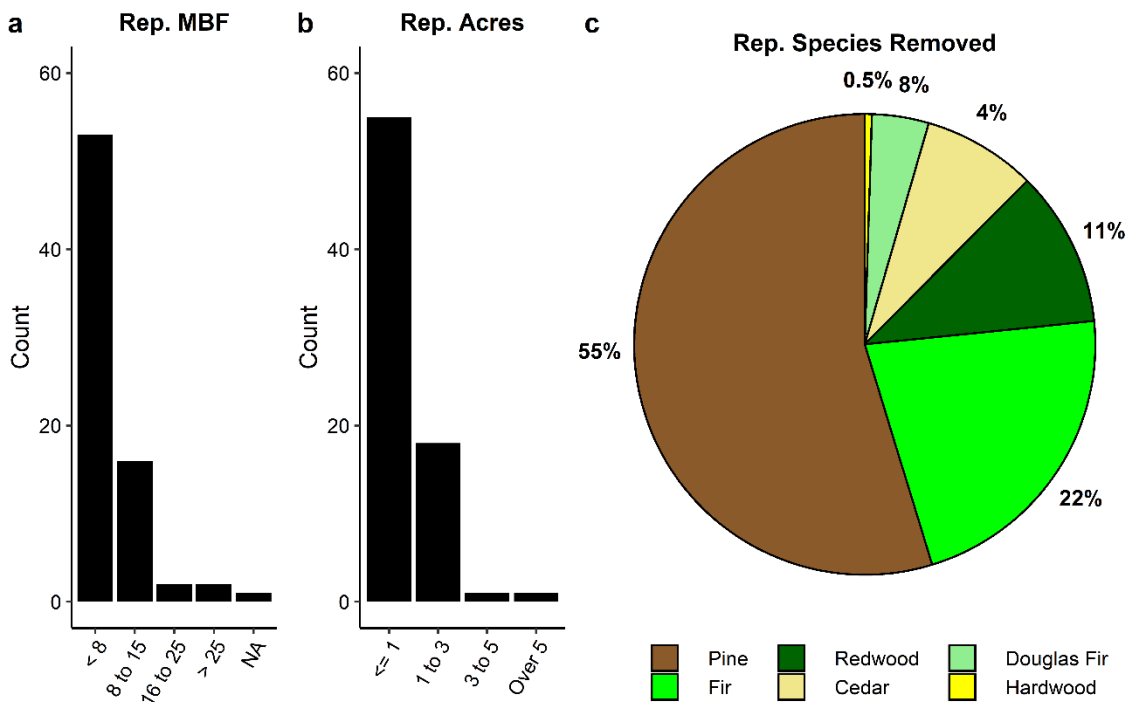 a
Rep. MBF
60
40
20
0
Count
< 8
8 to 15
16 to 25
> 25
NA
b
Rep. Acres
60
40
20
0
Count
<= 1
1 to 3
3 to 5
Over 5
c
Rep. Species Removed
0.5%
8%
4%
11%
22%
55%
Pine
Redwood
Douglas Fir
Fir
Cedar
Hardwood